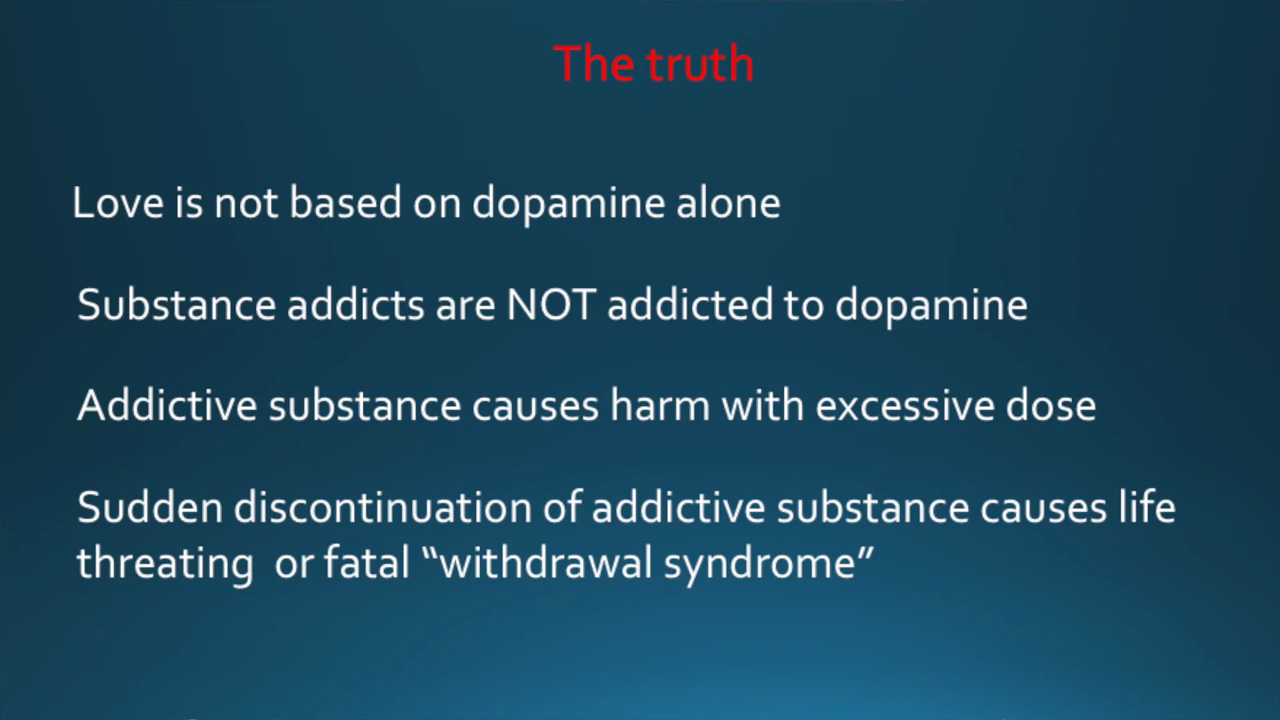 The truth
Love is not based on dopamine alone
Substance addicts are NOT addicted to dopamine
Addictive substance causes harm with excessive dose
Sudden discontinuation of addictive substance causes life
threating  or fatal “withdrawal syndrome”